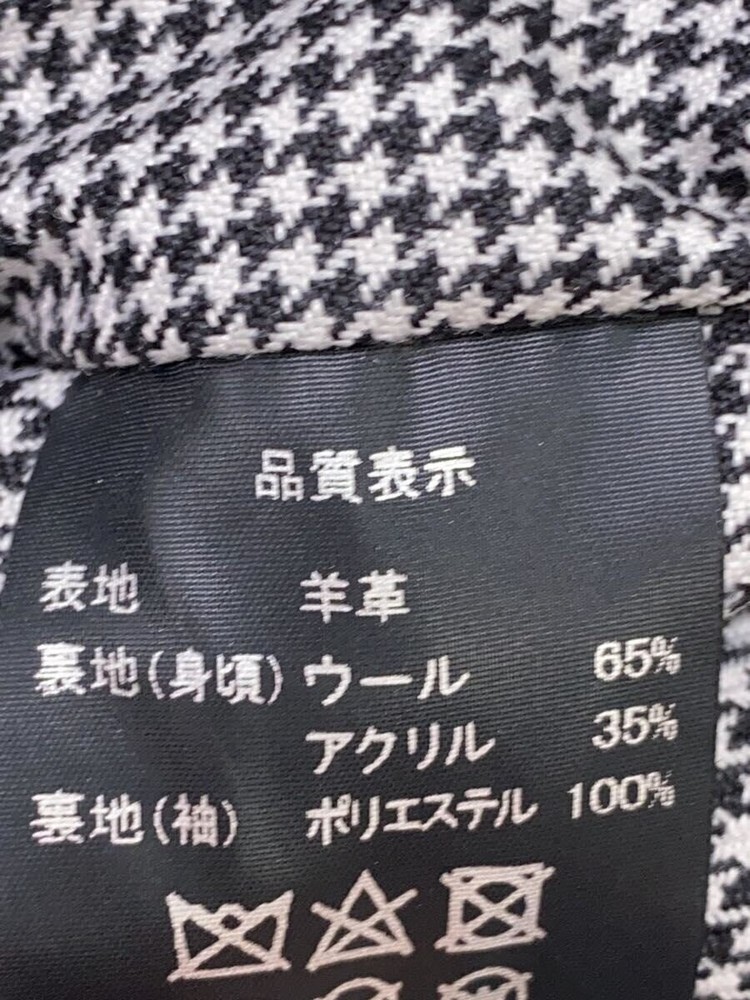 品質表示
表地 羊革
裏地(身頃) ウール 65%
アクリル 35%
裏地(袖) ポリエステル 100%